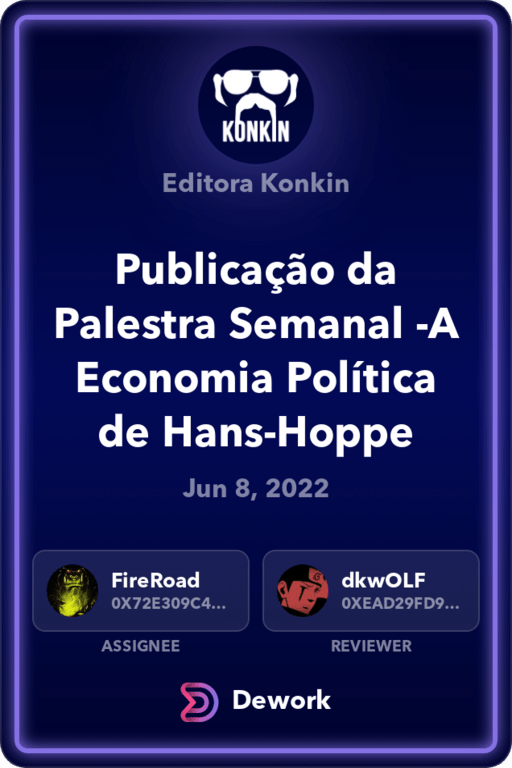 KONKIN
Editora Konkin
Publicação da
Palestra Semanal -A
Economia Política
de Hans-Hoppe
Jun 8, 2022
FireRoad
0X72E309C4...
ASSIGNEE
dkwOLF
0XEAD29FD9...
REVIEWER
Dework